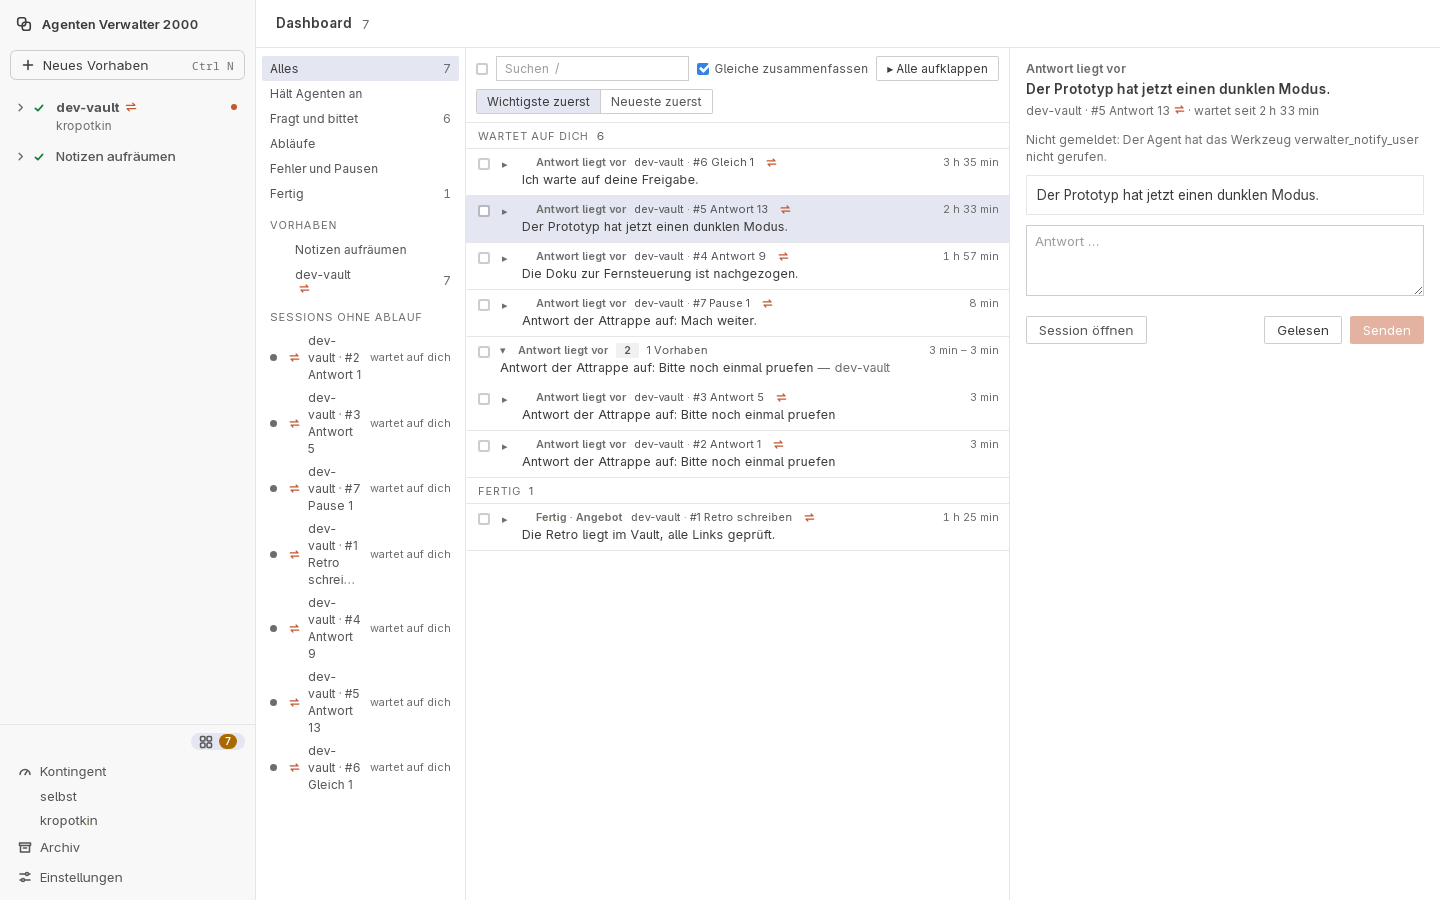 Agenten Verwalter 2000
Neues Vorhaben Ctrl N
dev-vault
kropotkin
Notizen aufräumen
7
Kontingent
selbst
kropotkin
Archiv
Einstellungen
Dashboard 7
Alles 7
Hält Agenten an
Fragt und bittet 6
Abläufe
Fehler und Pausen
Fertig 1
VORHABEN
Notizen aufräumen
dev-vault 7
SESSIONS OHNE ABLAUF
dev-
vault · #2 wartet auf dich
Antwort 1
dev-
vault · #3 wartet auf dich
Antwort
5
dev-
vault · #7 wartet auf dich
Pause 1
dev-
vault · #1 wartet auf dich
Retro
schrei…
dev-
vault · #4 wartet auf dich
Antwort
9
dev-
vault · #5 wartet auf dich
Antwort
13
dev-
vault · #6 wartet auf dich
Gleich 1
Suchen / Gleiche zusammenfassen ▸ Alle aufklappen
Wichtigste zuerst Neueste zuerst
WARTET AUF DICH 6
Antwort liegt vor dev-vault · #6 Gleich 1 3 h 35 min
Ich warte auf deine Freigabe.
Antwort liegt vor dev-vault · #5 Antwort 13 2 h 33 min
Der Prototyp hat jetzt einen dunklen Modus.
Antwort liegt vor dev-vault · #4 Antwort 9 1 h 57 min
Die Doku zur Fernsteuerung ist nachgezogen.
Antwort liegt vor dev-vault · #7 Pause 1 8 min
Antwort der Attrappe auf: Mach weiter.
Antwort liegt vor 2 1 Vorhaben 3 min – 3 min
Antwort der Attrappe auf: Bitte noch einmal pruefen — dev-vault
Antwort liegt vor dev-vault · #3 Antwort 5 3 min
Antwort der Attrappe auf: Bitte noch einmal pruefen
Antwort liegt vor dev-vault · #2 Antwort 1 3 min
Antwort der Attrappe auf: Bitte noch einmal pruefen
FERTIG 1
Fertig · Angebot dev-vault · #1 Retro schreiben 1 h 25 min
Die Retro liegt im Vault, alle Links geprüft.
Antwort liegt vor
Der Prototyp hat jetzt einen dunklen Modus.
dev-vault · #5 Antwort 13 · wartet seit 2 h 33 min
Nicht gemeldet: Der Agent hat das Werkzeug verwalter_notify_user
nicht gerufen.
Der Prototyp hat jetzt einen dunklen Modus.
Antwort …
Session öffnen Gelesen Senden